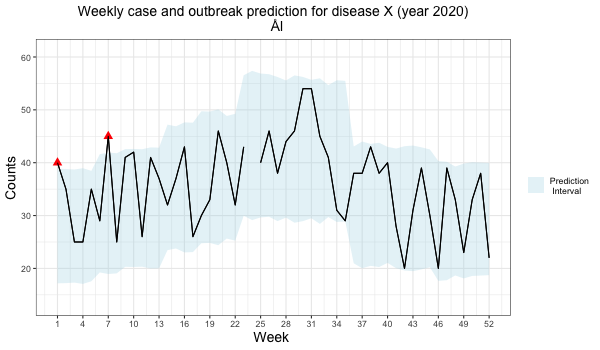 Weekly case and outbreak prediction for disease X (year 2020)
Ål
Counts
60
50
40
30
20
1 4 7 10 13 16 19 22 25 28 31 34 37 40 43 46 49 52
Week
Prediction
Interval